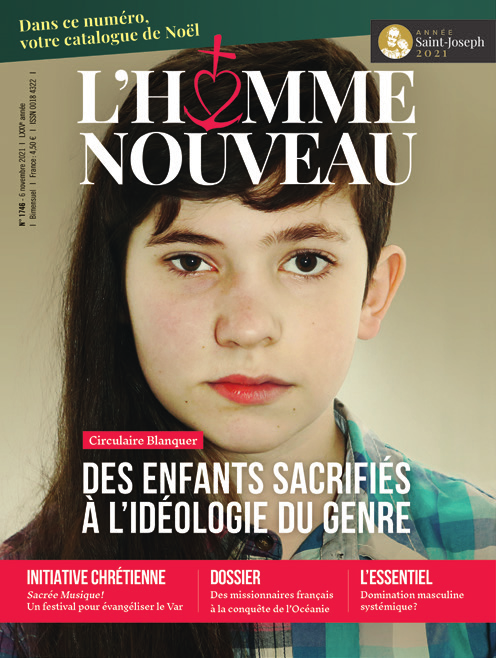 Dans ce numéro,
votre catalogue de Noël
ANNÉE
Saint-Joseph
2021
L'HOMME
NOUVEAU
N° 1746 - 6 novembre 2021 | LXXIᵉ année
| Bimensuel | France : 4,50 € | ISSN 0018 4322 |
Circulaire Blanquer
DES ENFANTS SACRIFIÉS
À L'IDÉOLOGIE DU GENRE
INITIATIVE CHRÉTIENNE
Sacrée Musique!
Un festival pour évangéliser le Var
DOSSIER
Des missionnaires français
à la conquête de l'Océanie
L'ESSENTIEL
Domination masculine
systémique?